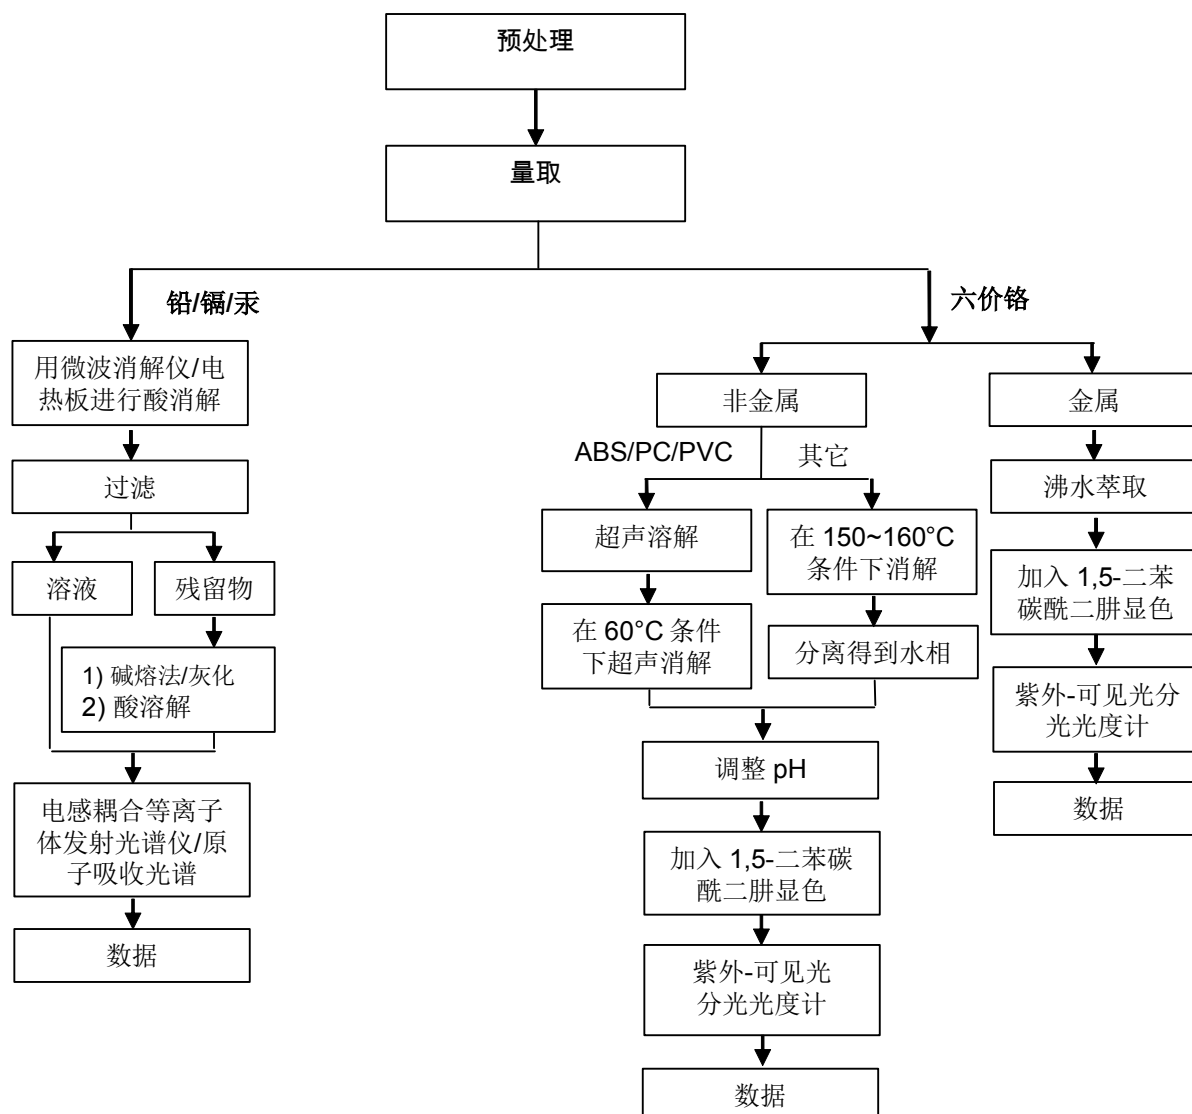 预处理
量取
铅/镉/汞
用微波消解仪/电
热板进行酸消解
过滤
溶液
残留物
1) 碱熔法/灰化
2) 酸溶解
电感耦合等离子
体发射光谱仪/原
子吸收光谱
数据
六价铬
非金属
ABS/PC/PVC
其它
超声溶解
在 60°C 条件
下超声消解
在 150~160°C
条件下消解
分离得到水相
调整 pH
加入 1,5-二苯碳
酰二肼显色
紫外-可见光
分光光度计
数据
金属
沸水萃取
加入 1,5-二苯
碳酰二肼显色
紫外-可见光分
光光度计
数据